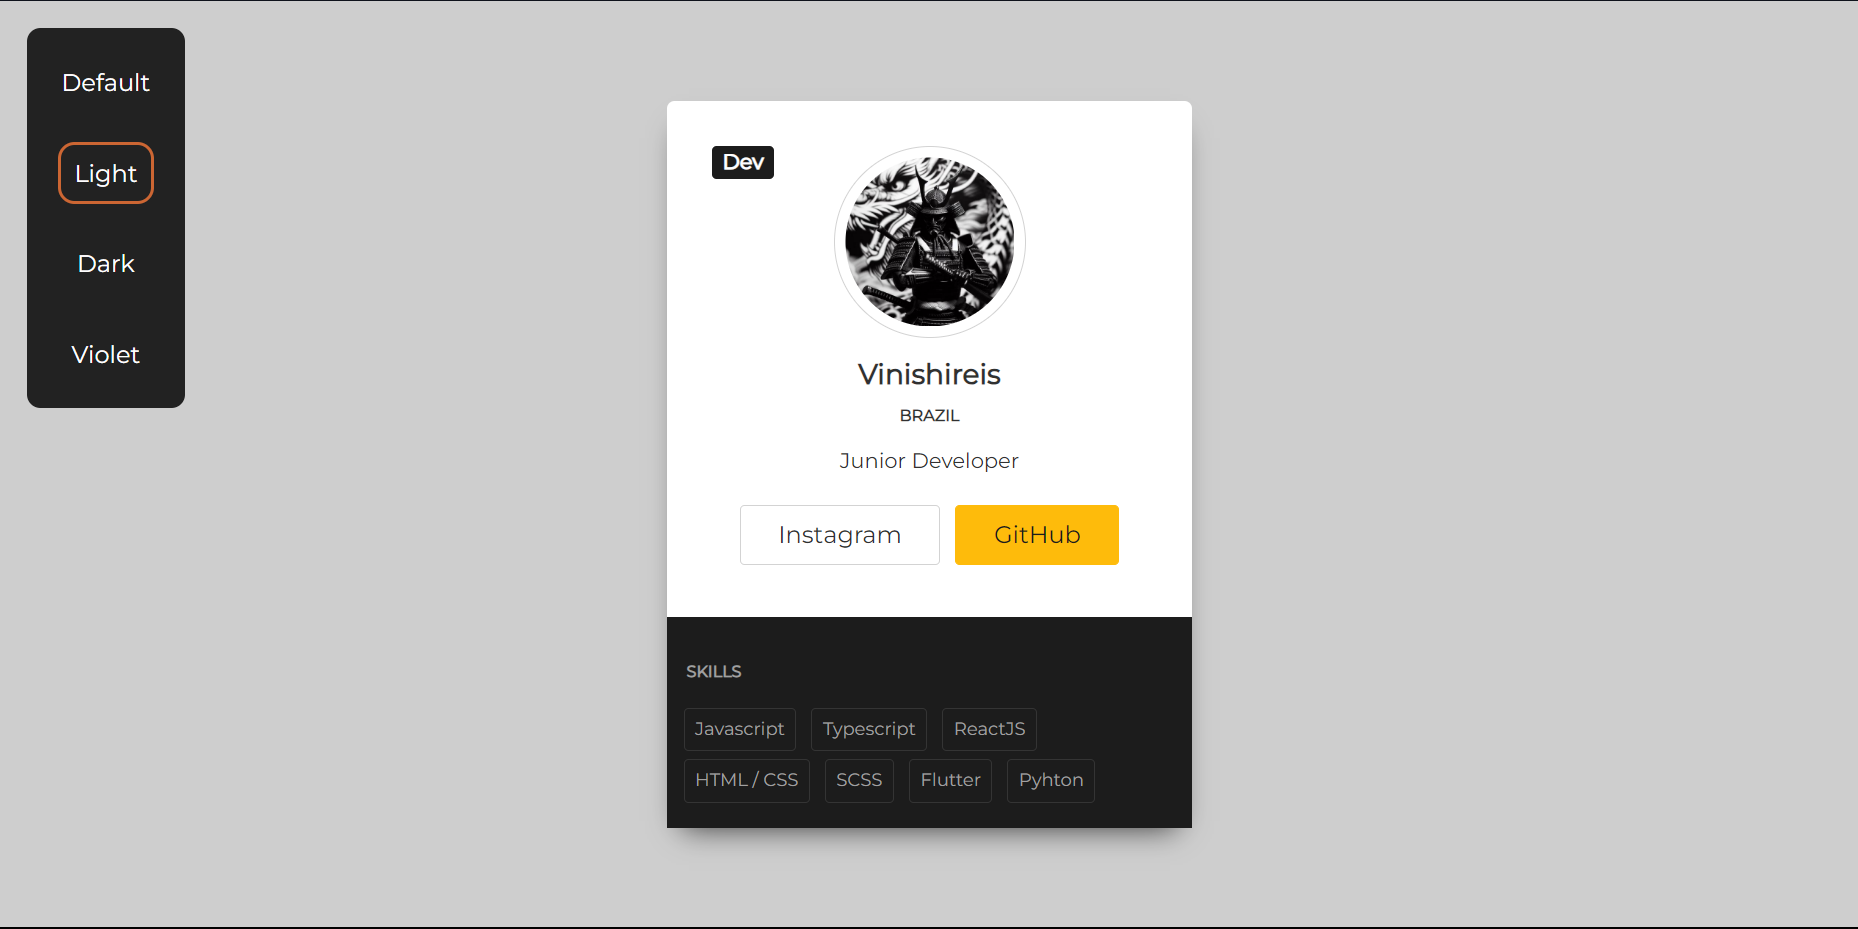 Default
Light
Dark
Violet
Dev
Vinishireis
BRAZIL
Junior Developer
Instagram GitHub
SKILLS
Javascript Typescript ReactJS
HTML / CSS SCSS Flutter Pyhton